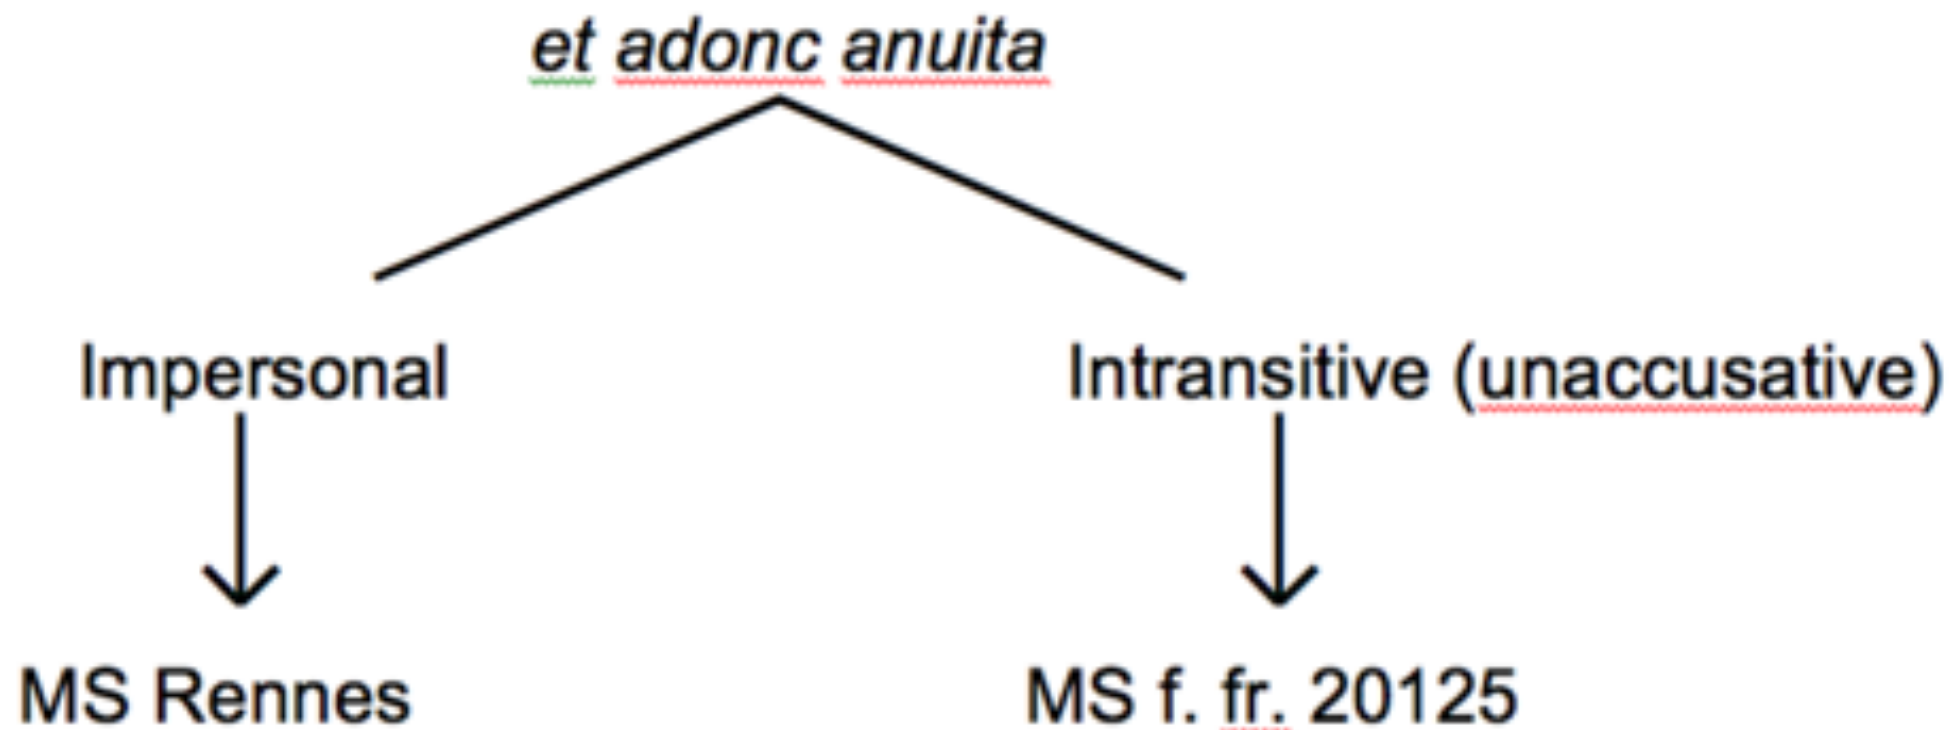 et adonc anuita
Impersonal
Intransitive (unaccusative)
MS Rennes
MS f. fr. 20125